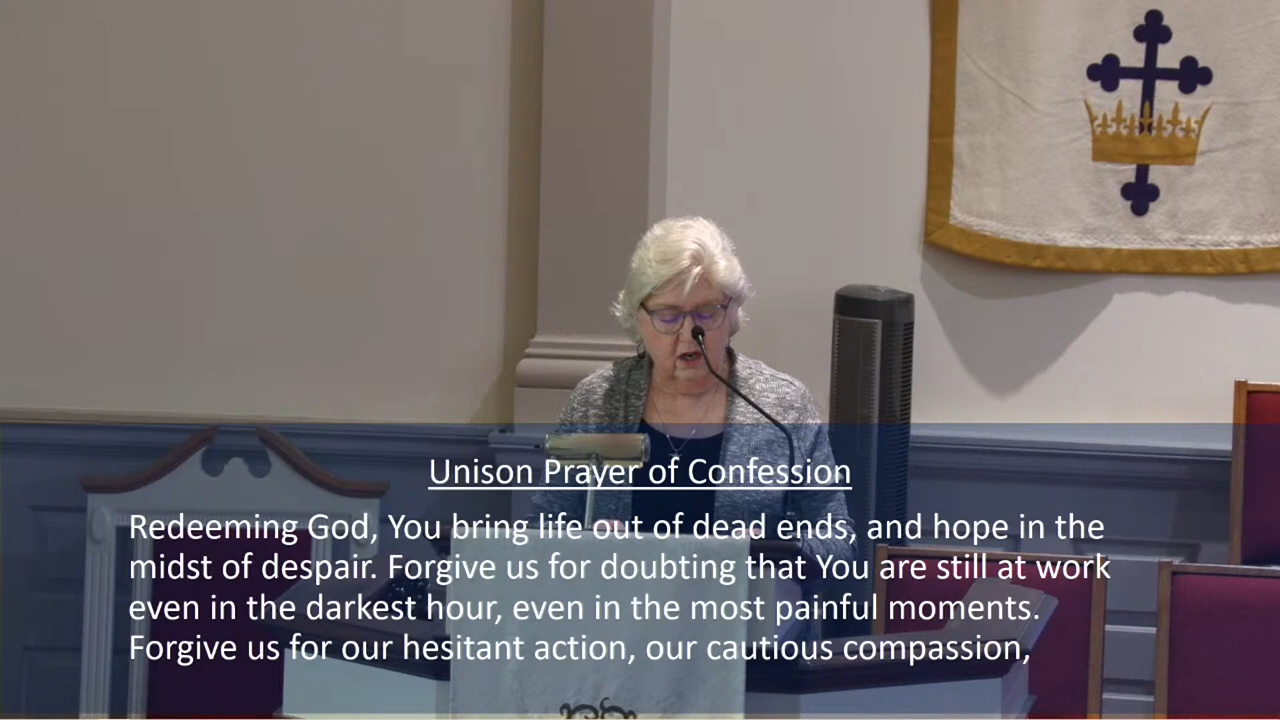 Unison Prayer of Confession
Redeeming God, You bring life out of dead ends, and hope in the
midst of despair. Forgive us for doubting that You are still at work
even in the darkest hour, even in the most painful moments.
Forgive us for our hesitant action, our cautious compassion,